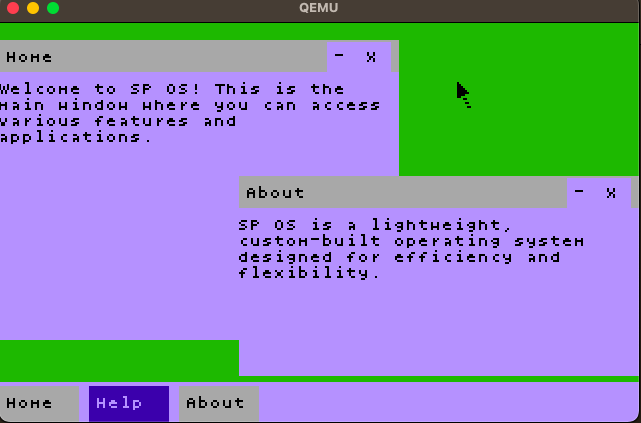 QEMU
Home - X
Welcome to SP OS! This is the
main window where you can access
various features and
applications.
About - X
SP OS is a lightweight,
custom-built operating system
designed for efficiency and
flexibility.
Home Help About